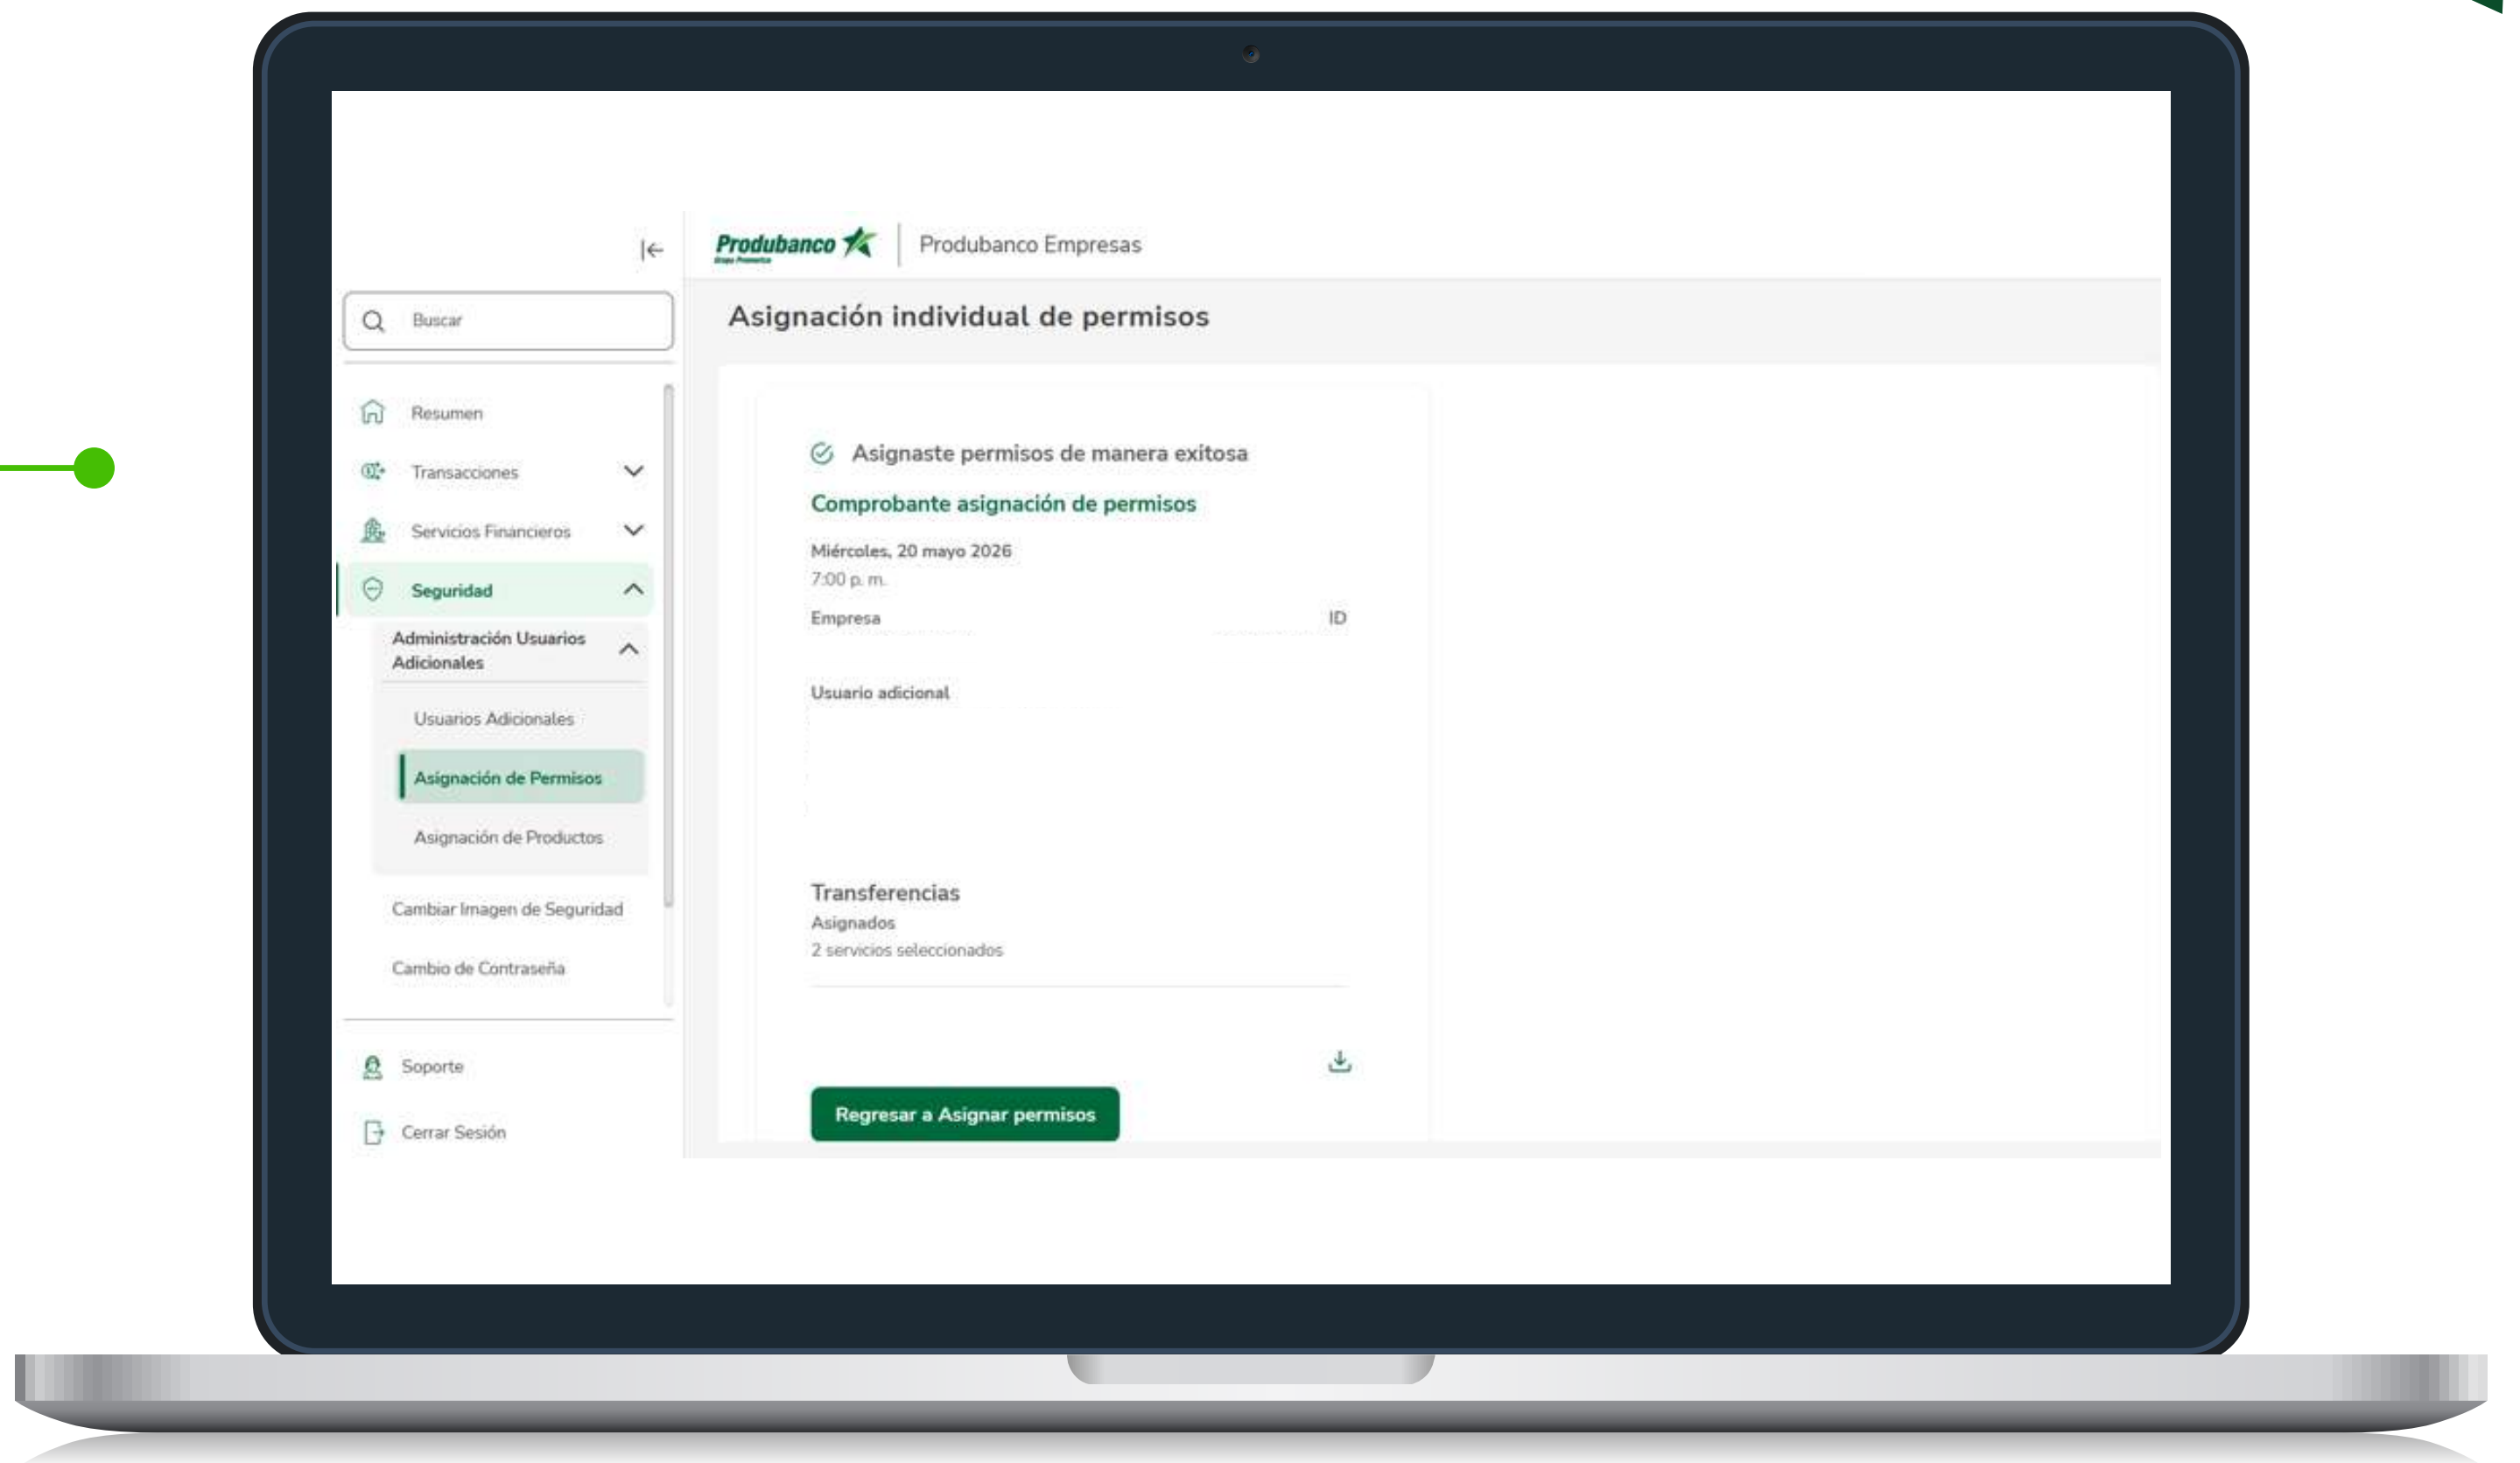 Produbanco
Grupo Promerica
Produbanco Empresas
Buscar
Resumen
Transacciones
Servicios Financieros
Seguridad
Administración Usuarios
Adicionales
Usuarios Adicionales
Asignación de Permisos
Asignación de Productos
Cambiar Imagen de Seguridad
Cambio de Contraseña
Soporte
Cerrar Sesión
Asignación individual de permisos
Asignaste permisos de manera exitosa
Comprobante asignación de permisos
Miércoles, 20 mayo 2026
7:00 p. m.
Empresa ID
Usuario adicional
Transferencias
Asignados
2 servicios seleccionados
Regresar a Asignar permisos